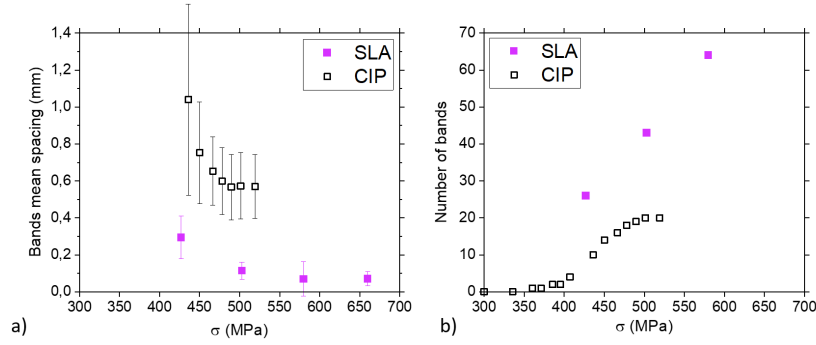 1,4
1,2
1,0
0,8
0,6
0,4
0,2
0,0
Bands mean spacing (mm)
SLA
CIP
300 350 400 450 500 550 600 650 700
σ (MPa)
a)
70
60
50
40
30
20
10
0
Number of bands
SLA
CIP
300 350 400 450 500 550 600 650 700
σ (MPa)
b)